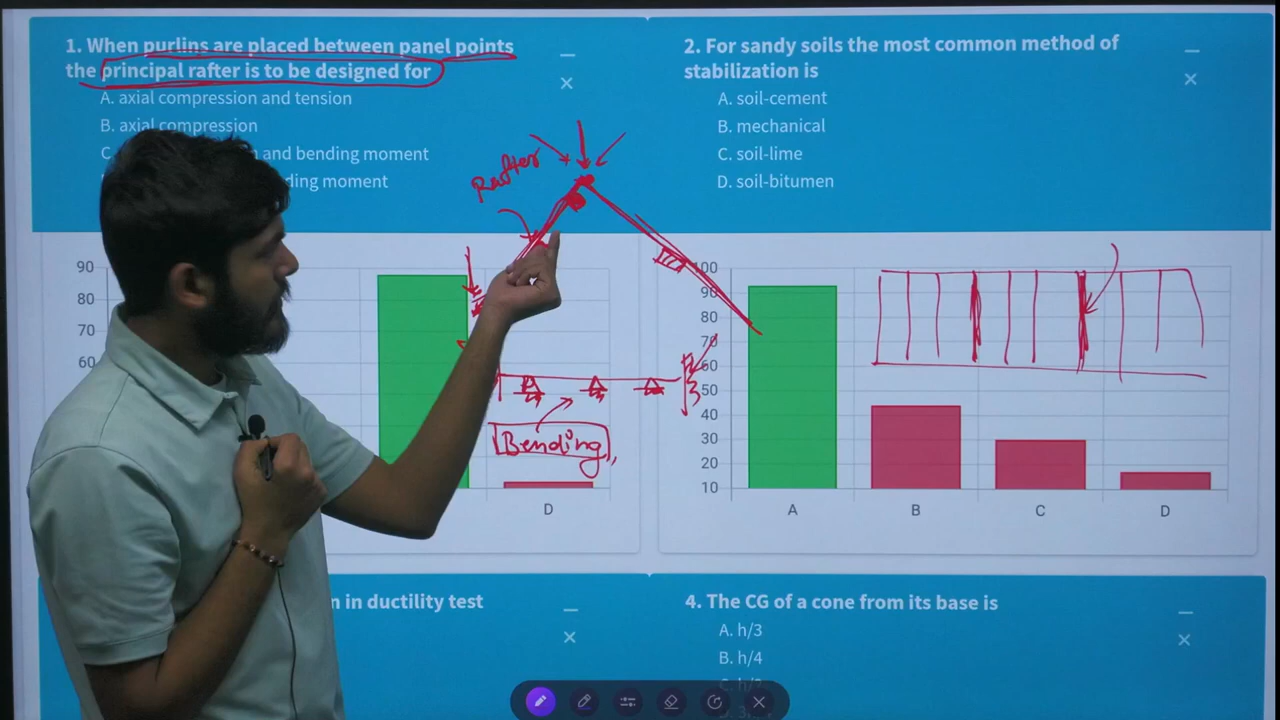 1. When purlins are placed between panel points
the principal rafter is to be designed for
A. axial compression and tension
B. axial compression
C. and bending moment
moment
2. For sandy soils the most common method of
stabilization is
A. soil-cement
B. mechanical
C. soil-lime
D. soil-bitumen
Rafter
90
80
70
60
D
Bending
100
90
80
70
60
50
40
30
20
10
A
B
C
D
in ductility test
4. The CG of a cone from its base is
A. h/3
B. h/4